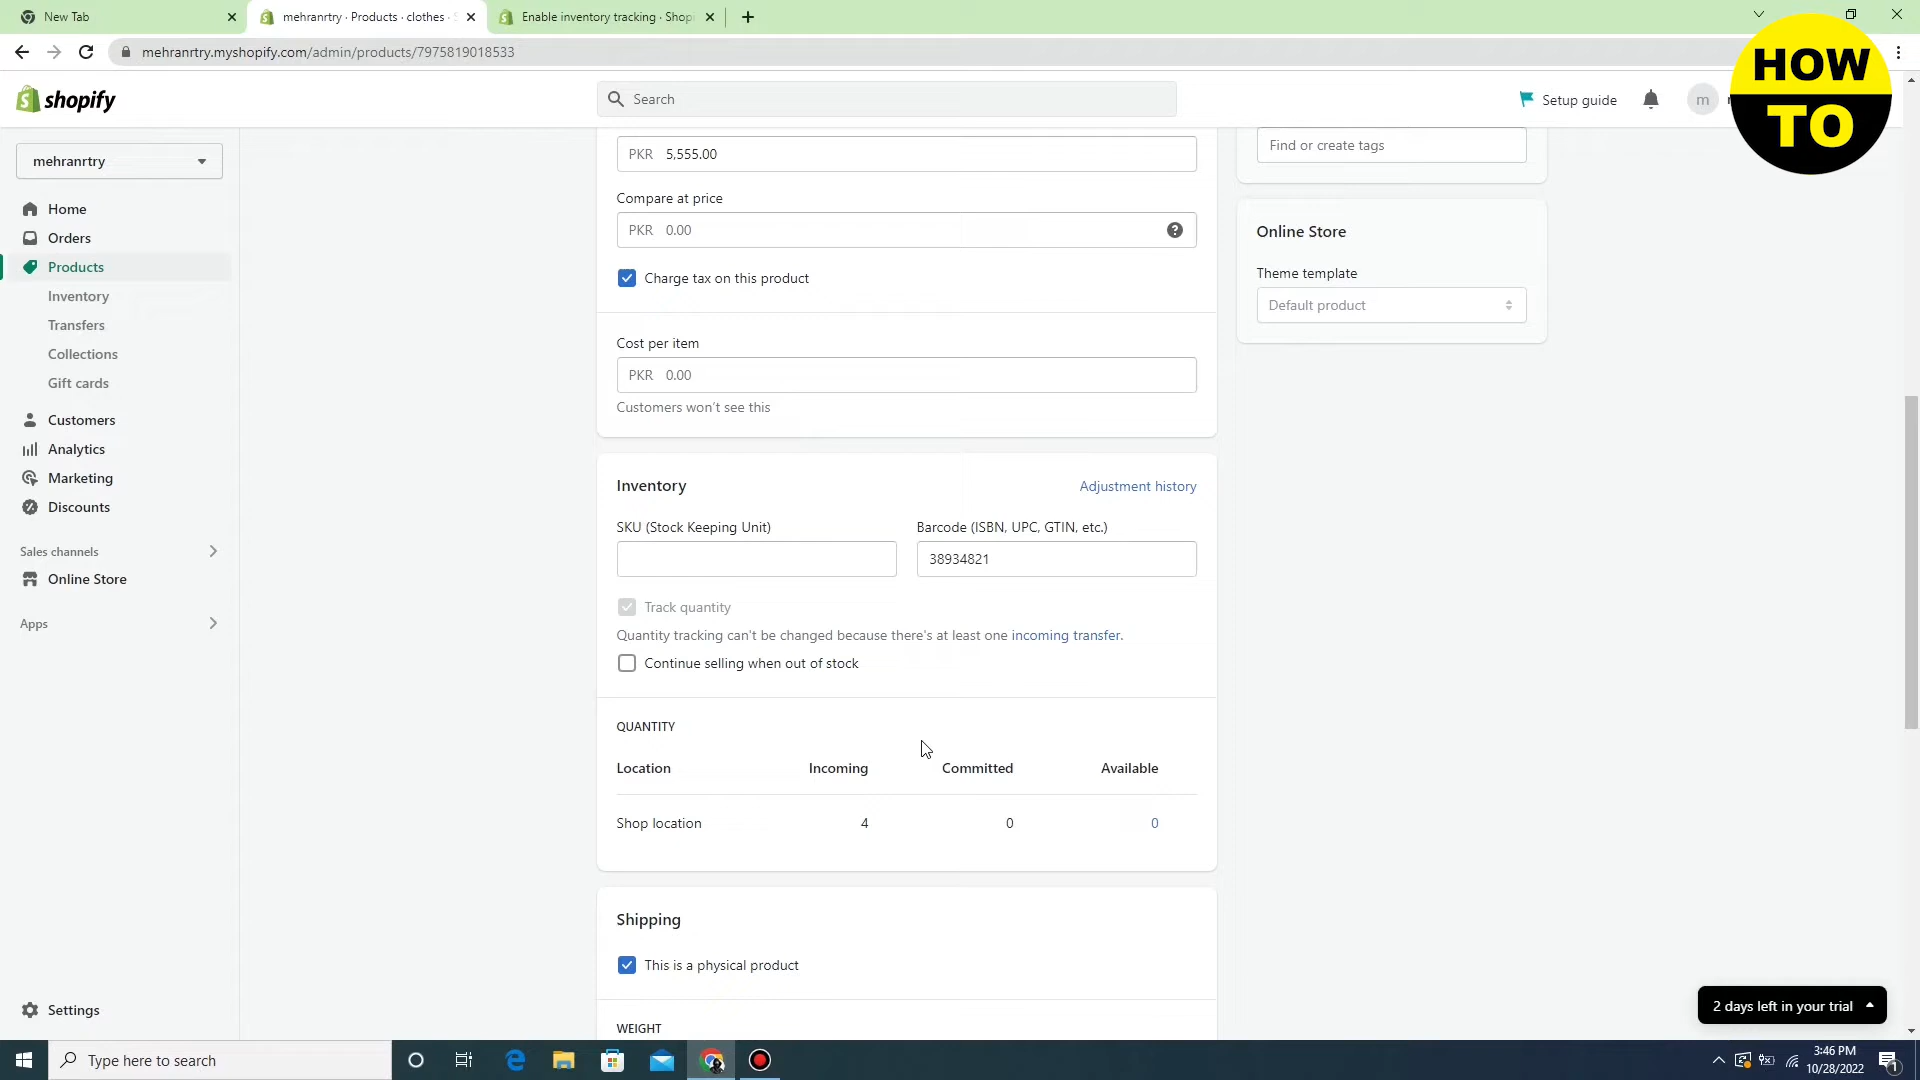 New Tab
mehranrtry · Products · clothes · S
Enable inventory tracking · Shop
mehranrtry.myshopify.com/admin/products/7975819018533
HOW
TO
shopify
Search
Setup guide
m
mehranrtry
Home
Orders
Products
Inventory
Transfers
Collections
Gift cards
Customers
Analytics
Marketing
Discounts
Sales channels
Online Store
Apps
Settings
PKR 5,555.00
Compare at price
PKR 0.00
Charge tax on this product
Cost per item
PKR 0.00
Customers won't see this
Inventory
Adjustment history
SKU (Stock Keeping Unit)
Barcode (ISBN, UPC, GTIN, etc.)
38934821
Track quantity
Quantity tracking can't be changed because there's at least one incoming transfer.
Continue selling when out of stock
QUANTITY
Location Incoming Committed Available
Shop location 4 0 0
Shipping
This is a physical product
WEIGHT
Find or create tags
Online Store
Theme template
Default product
2 days left in your trial
Type here to search
3:46 PM
10/28/2022
1